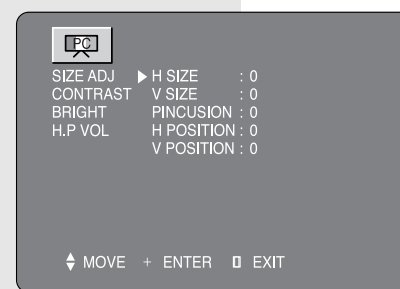 PC
SIZE ADJ ▶ H SIZE : 0
CONTRAST V SIZE : 0
BRIGHT PINCUSION : 0
H.P VOL H POSITION : 0
V POSITION : 0
MOVE + ENTER EXIT